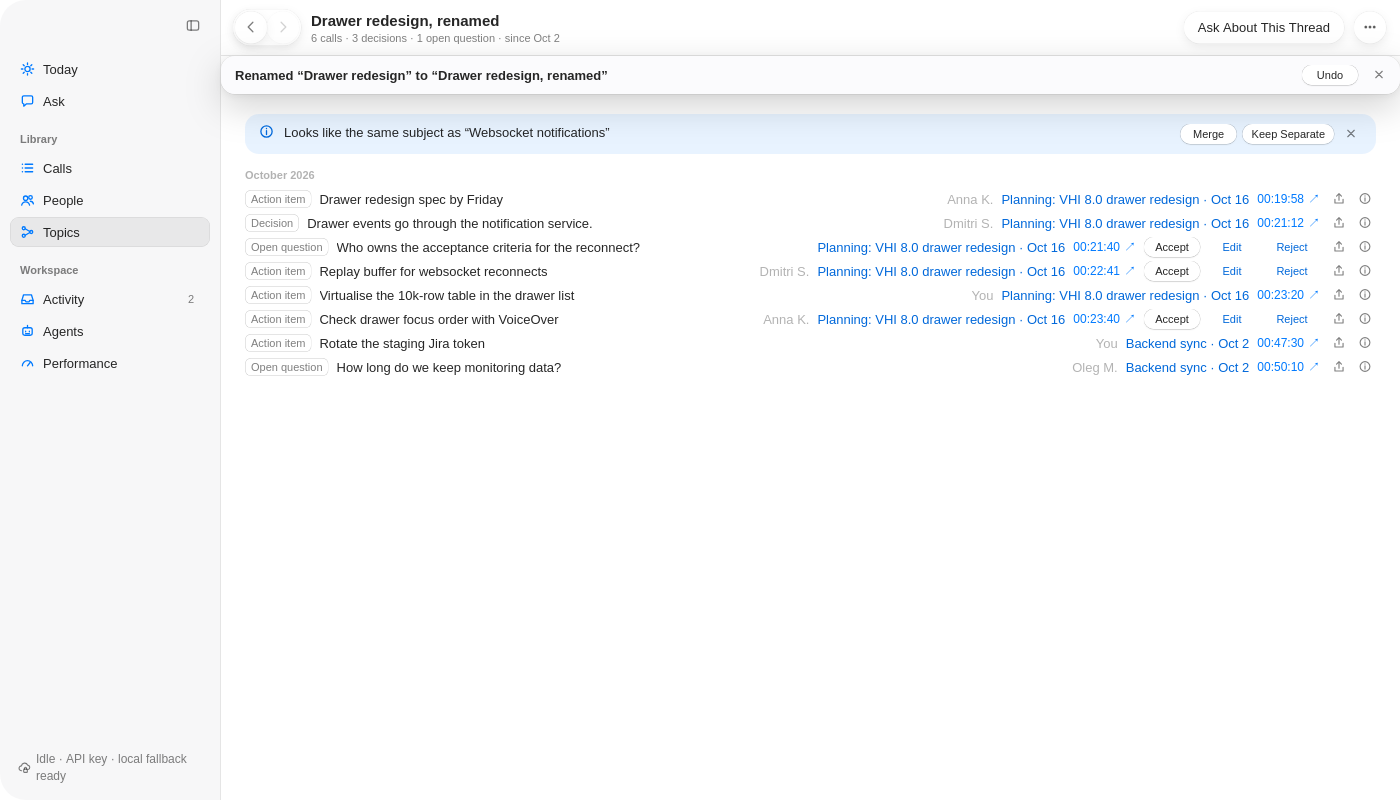 Drawer redesign, renamed
6 calls · 3 decisions · 1 open question · since Oct 2
Ask About This Thread
Today
Ask
Library
Calls
People
Topics
Workspace
Activity 2
Agents
Performance
Idle · API key · local fallback
ready
Renamed “Drawer redesign” to “Drawer redesign, renamed” Undo
Looks like the same subject as “Websocket notifications” Merge Keep Separate
October 2026
Action item Drawer redesign spec by Friday Anna K. Planning: VHI 8.0 drawer redesign · Oct 16 00:19:58
Decision Drawer events go through the notification service. Dmitri S. Planning: VHI 8.0 drawer redesign · Oct 16 00:21:12
Open question Who owns the acceptance criteria for the reconnect? Planning: VHI 8.0 drawer redesign · Oct 16 00:21:40 Accept Edit Reject
Action item Replay buffer for websocket reconnects Dmitri S. Planning: VHI 8.0 drawer redesign · Oct 16 00:22:41 Accept Edit Reject
Action item Virtualise the 10k-row table in the drawer list You Planning: VHI 8.0 drawer redesign · Oct 16 00:23:20
Action item Check drawer focus order with VoiceOver Anna K. Planning: VHI 8.0 drawer redesign · Oct 16 00:23:40 Accept Edit Reject
Action item Rotate the staging Jira token You Backend sync · Oct 2 00:47:30
Open question How long do we keep monitoring data? Oleg M. Backend sync · Oct 2 00:50:10